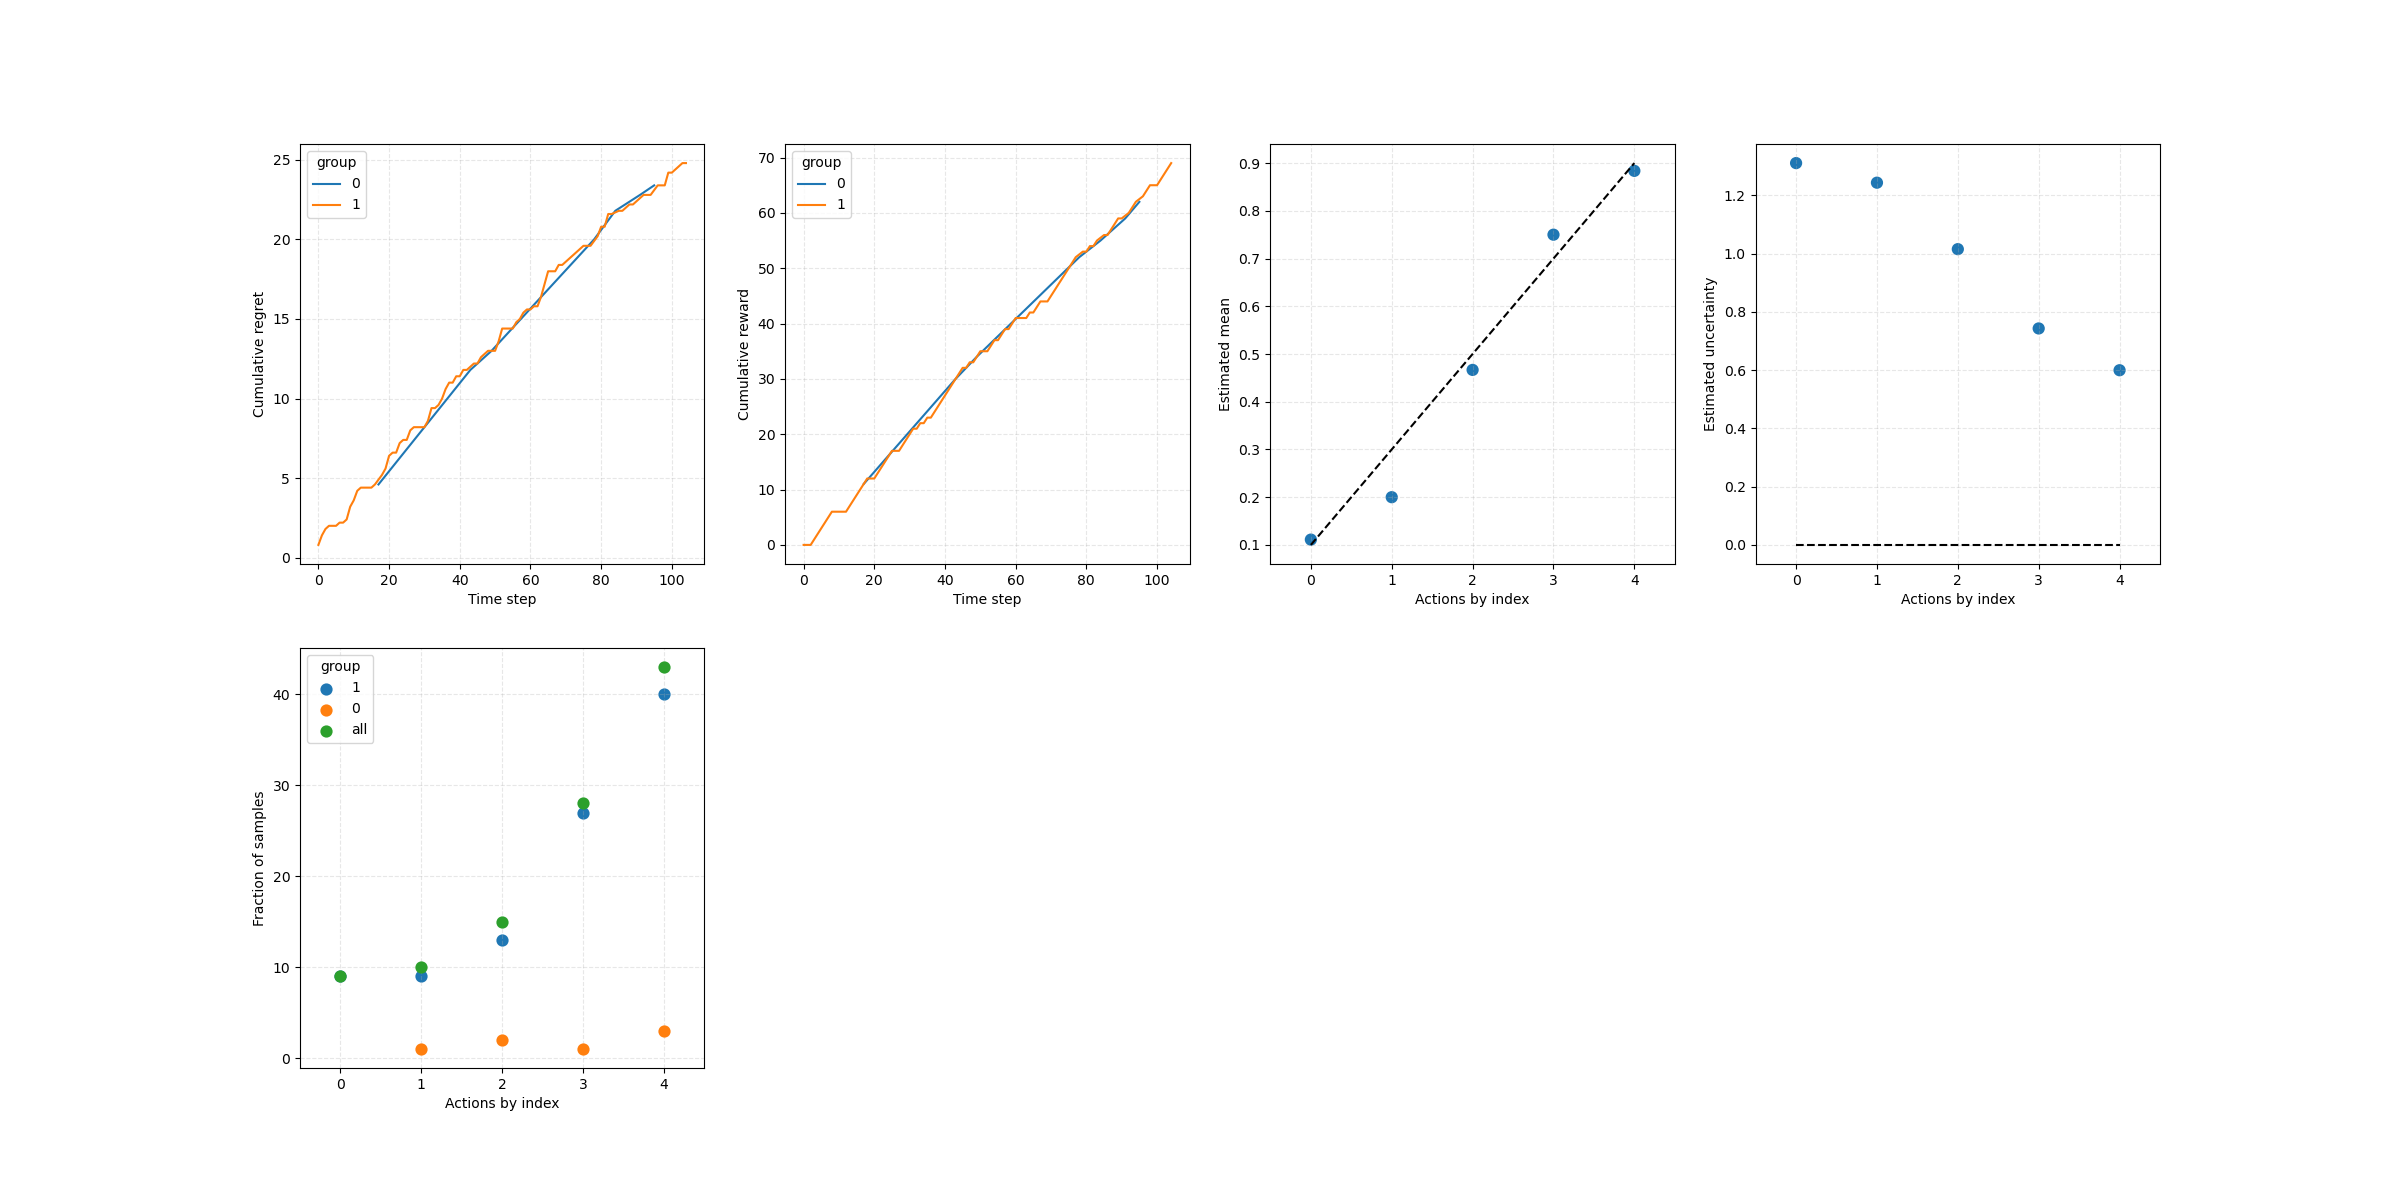 group
0
1
25
20
15
10
5
0
Cumulative regret
0 20 40 60 80 100
Time step
group
0
1
70
60
50
40
30
20
10
0
Cumulative reward
0 20 40 60 80 100
Time step
0.9
0.8
0.7
0.6
0.5
0.4
0.3
0.2
0.1
Estimated mean
0 1 2 3 4
Actions by index
1.2
1.0
0.8
0.6
0.4
0.2
0.0
Estimated uncertainty
0 1 2 3 4
Actions by index
group
1
0
all
40
30
20
10
0
Fraction of samples
0 1 2 3 4
Actions by index